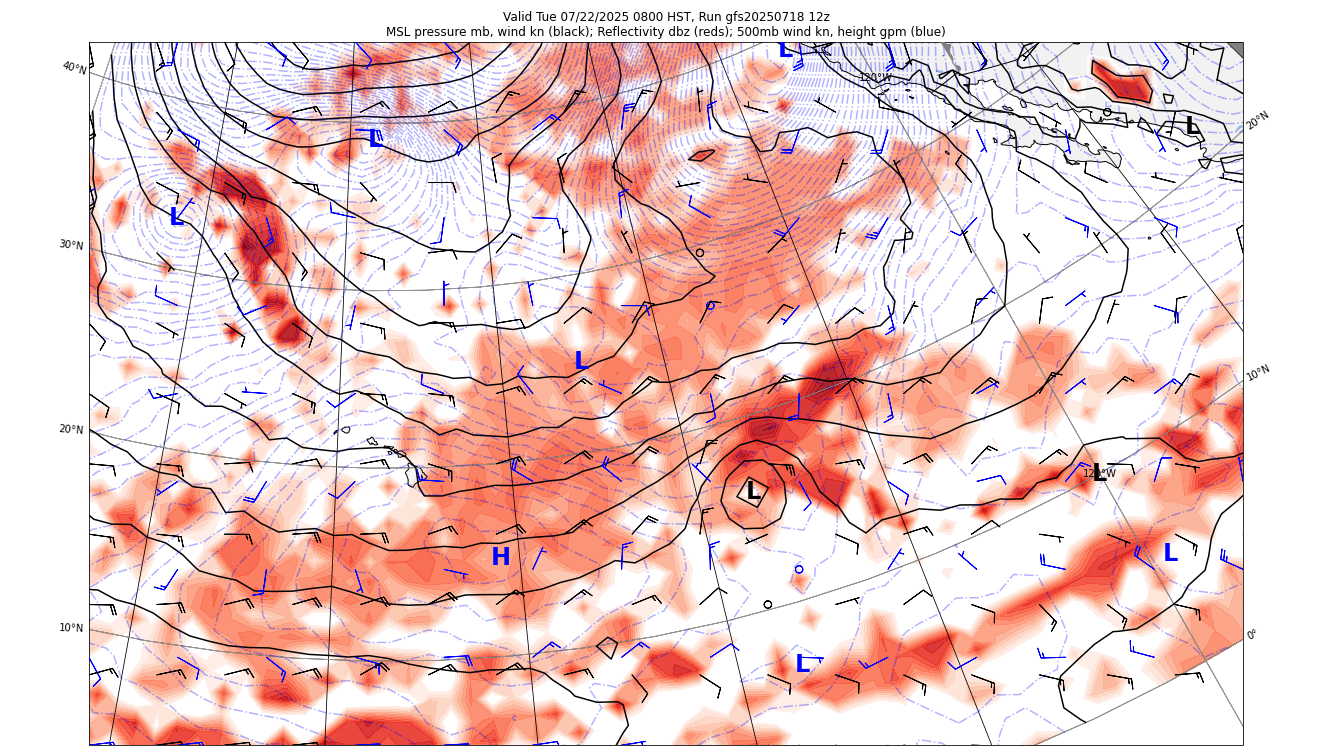 Valid Tue 07/22/2025 0800 HST, Run gfs20250718 12z
MSL pressure mb, wind kn (black); Reflectivity dbz (reds); 500mb wind kn, height gpm (blue)
L
40°N
120°W
20°N
L
L
L
30°N
L
10°N
20°N
L
120°W
L
H
L
10°N
0°
L